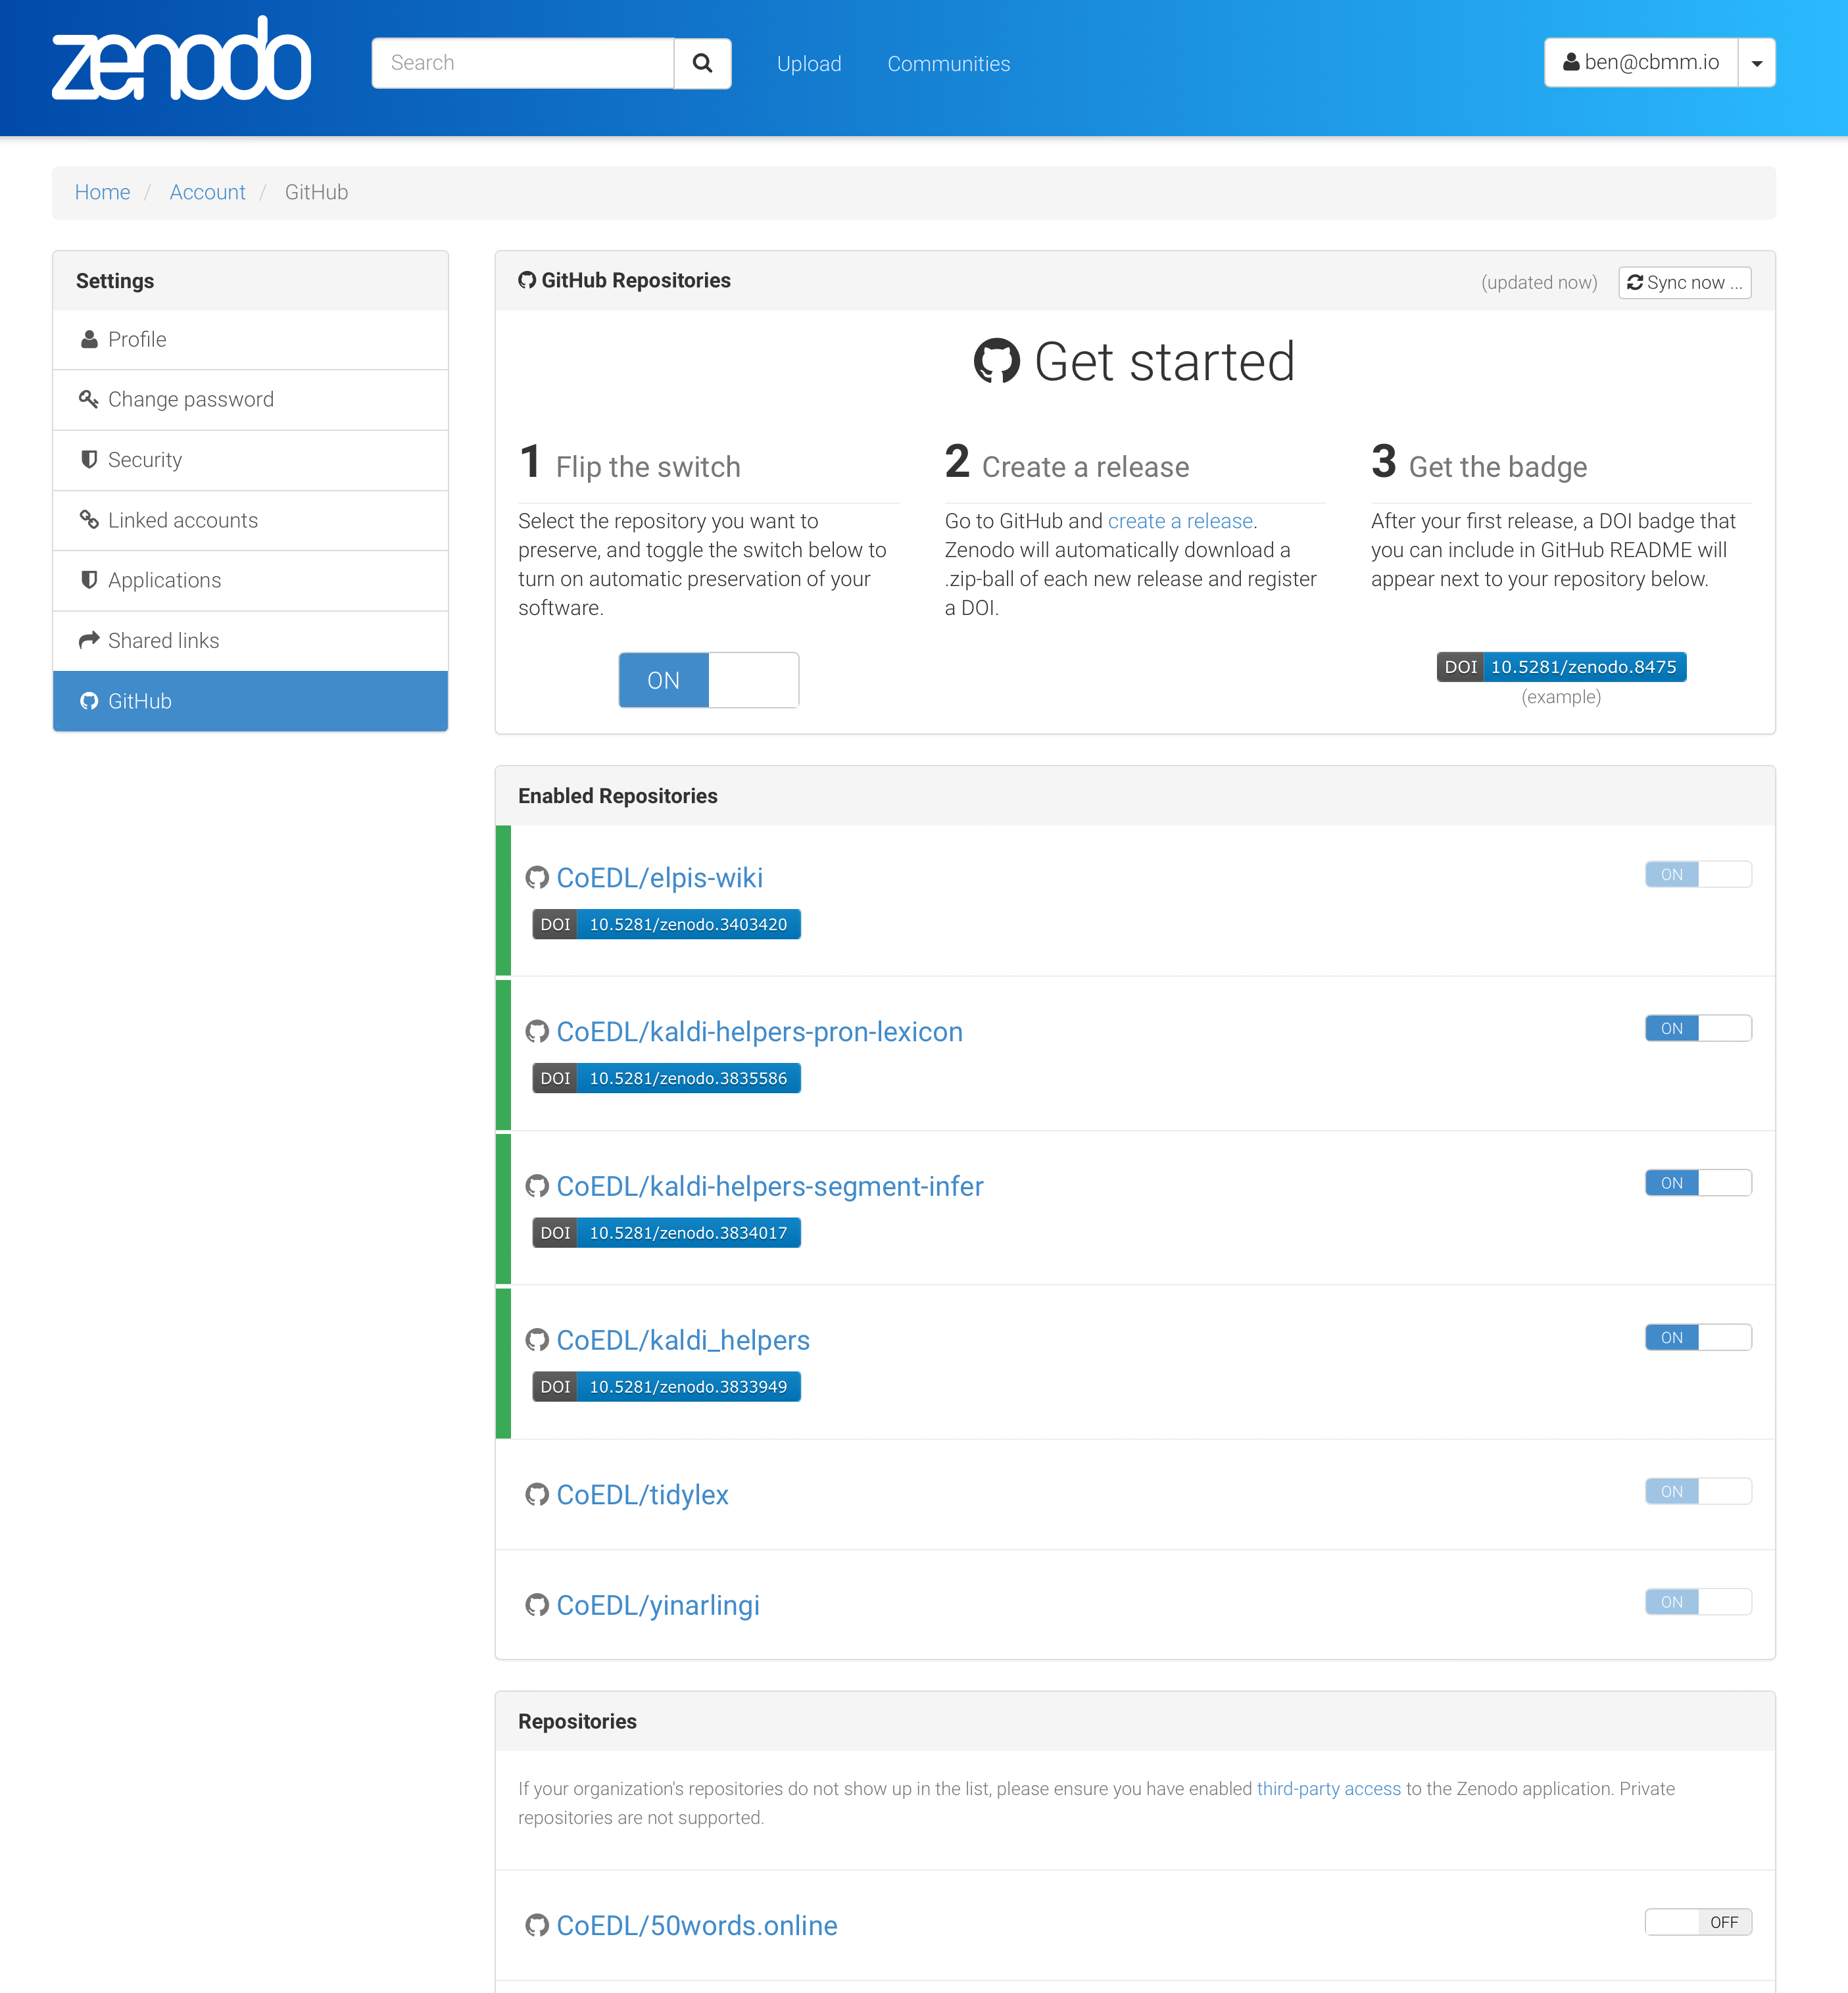 zenodo
Search
Upload
Communities
ben@cbmm.io
Home / Account / GitHub
Settings
Profile
Change password
Security
Linked accounts
Applications
Shared links
GitHub
GitHub Repositories
(updated now)
Sync now ...
Get started
1 Flip the switch
Select the repository you want to
preserve, and toggle the switch below to
turn on automatic preservation of your
software.
ON
2 Create a release
Go to GitHub and create a release.
Zenodo will automatically download a
.zip-ball of each new release and register
a DOI.
3 Get the badge
After your first release, a DOI badge that
you can include in GitHub README will
appear next to your repository below.
DOI 10.5281/zenodo.8475
(example)
Enabled Repositories
CoEDL/elpis-wiki
ON
DOI 10.5281/zenodo.3403420
CoEDL/kaldi-helpers-pron-lexicon
ON
DOI 10.5281/zenodo.3835586
CoEDL/kaldi-helpers-segment-infer
ON
DOI 10.5281/zenodo.3834017
CoEDL/kaldi_helpers
ON
DOI 10.5281/zenodo.3833949
CoEDL/tidylex
ON
CoEDL/yinarlingi
ON
Repositories
If your organization's repositories do not show up in the list, please ensure you have enabled third-party access to the Zenodo application. Private
repositories are not supported.
CoEDL/50words.online
OFF